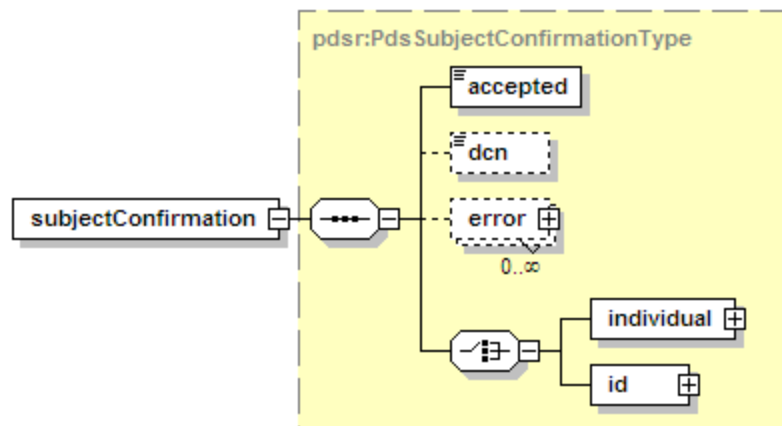 pdsr:PdsSubjectConfirmationType
accepted
dcn
subjectConfirmation
error
0..∞
individual
id